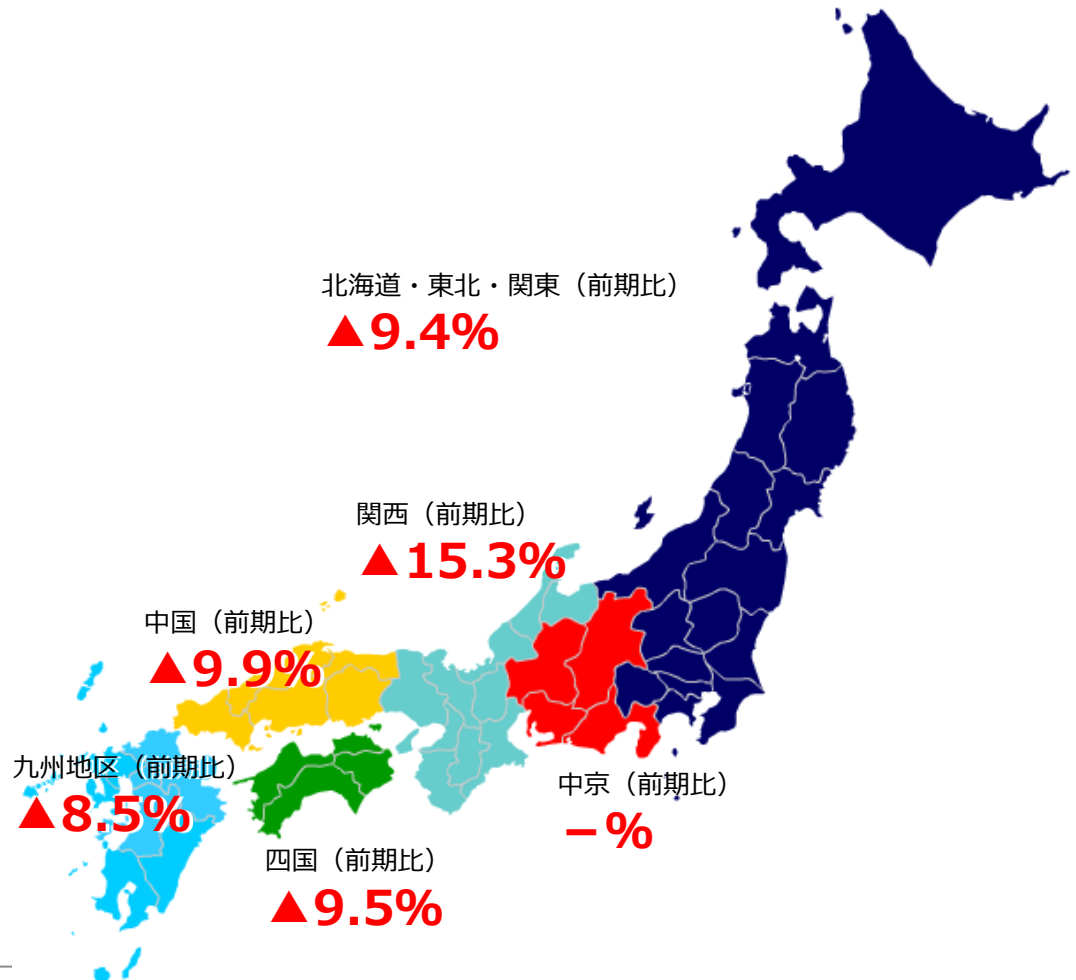 北海道・東北・関東（前期比）
▲9.4%
関西（前期比）
▲15.3%
中国（前期比）
▲9.9%
九州地区（前期比）
▲8.5%
中京（前期比）
－%
四国（前期比）
▲9.5%